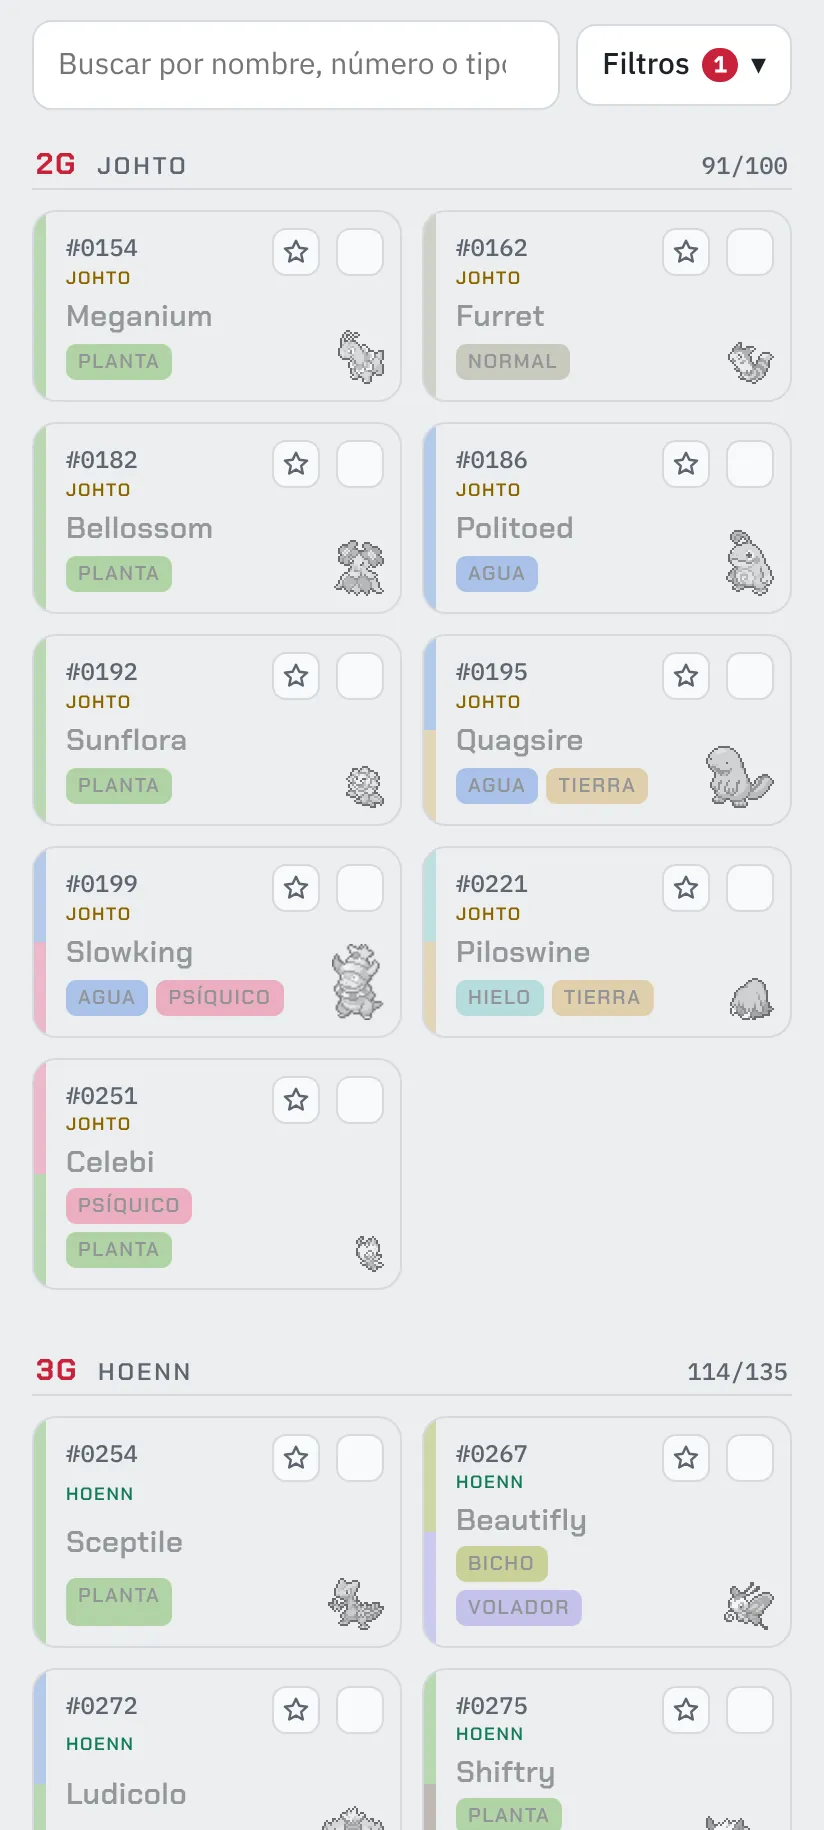 Buscar por nombre, número o tipo
Filtros 1 ▼
2G JOHTO 91/100
#0154
JOHTO
Meganium
PLANTA
#0162
JOHTO
Furret
NORMAL
#0182
JOHTO
Bellossom
PLANTA
#0186
JOHTO
Politoed
AGUA
#0192
JOHTO
Sunflora
PLANTA
#0195
JOHTO
Quagsire
AGUA TIERRA
#0199
JOHTO
Slowking
AGUA PSÍQUICO
#0221
JOHTO
Piloswine
HIELO TIERRA
#0251
JOHTO
Celebi
PSÍQUICO
PLANTA
3G HOENN 114/135
#0254
HOENN
Sceptile
PLANTA
#0267
HOENN
Beautifly
BICHO
VOLADOR
#0272
HOENN
Ludicolo
#0275
HOENN
Shiftry
PLANTA